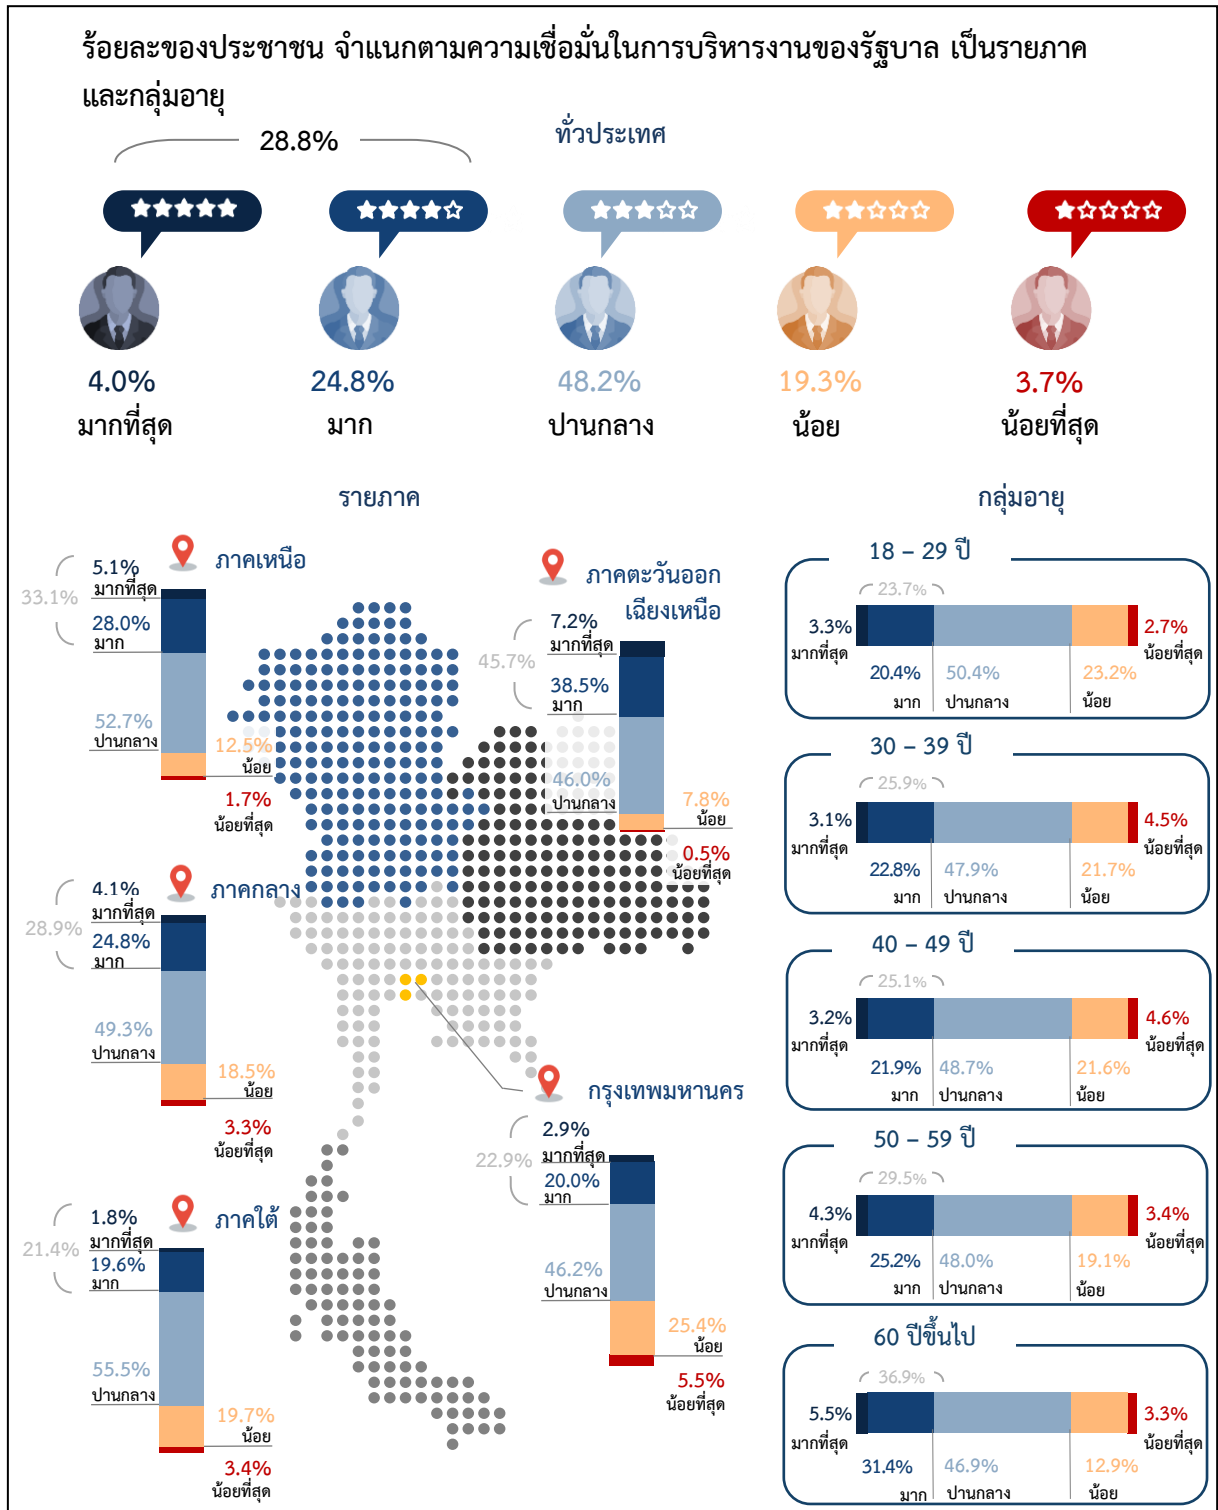 ร้อยละของประชาชน จำแนกตามความเชื่อมั่นในการบริหารงานของรัฐบาล เป็นรายภาค
และกลุ่มอายุ
28.8%
ทั่วประเทศ
4.0%
มากที่สุด
24.8%
มาก
48.2%
ปานกลาง
19.3%
น้อย
3.7%
น้อยที่สุด
รายภาค
ภาคเหนือ
33.1%
5.1%
มากที่สุด
28.0%
มาก
52.7%
ปานกลาง
12.5%
น้อย
1.7%
น้อยที่สุด
ภาคตะวันออก
เฉียงเหนือ
45.7%
7.2%
มากที่สุด
38.5%
มาก
46.0%
ปานกลาง
7.8%
น้อย
0.5%
น้อยที่สุด
ภาคกลาง
28.9%
4.1%
มากที่สุด
24.8%
มาก
49.3%
ปานกลาง
18.5%
น้อย
3.3%
น้อยที่สุด
กรุงเทพมหานคร
22.9%
2.9%
มากที่สุด
20.0%
มาก
46.2%
ปานกลาง
25.4%
น้อย
5.5%
น้อยที่สุด
ภาคใต้
21.4%
1.8%
มากที่สุด
19.6%
มาก
55.5%
ปานกลาง
19.7%
น้อย
3.4%
น้อยที่สุด
กลุ่มอายุ
18 – 29 ปี
23.7%
3.3%
มากที่สุด
20.4%
มาก
50.4%
ปานกลาง
23.2%
น้อย
2.7%
น้อยที่สุด
30 – 39 ปี
25.9%
3.1%
มากที่สุด
22.8%
มาก
47.9%
ปานกลาง
21.7%
น้อย
4.5%
น้อยที่สุด
40 – 49 ปี
25.1%
3.2%
มากที่สุด
21.9%
มาก
48.7%
ปานกลาง
21.6%
น้อย
4.6%
น้อยที่สุด
50 – 59 ปี
29.5%
4.3%
มากที่สุด
25.2%
มาก
48.0%
ปานกลาง
19.1%
น้อย
3.4%
น้อยที่สุด
60 ปีขึ้นไป
36.9%
5.5%
มากที่สุด
31.4%
มาก
46.9%
ปานกลาง
12.9%
น้อย
3.3%
น้อยที่สุด